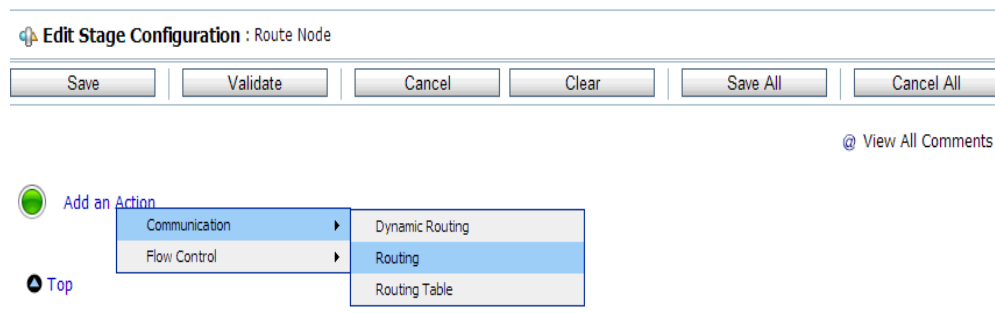 Edit Stage Configuration : Route Node
Save Validate Cancel Clear Save All Cancel All
@ View All Comments
Add an Action
Communication Dynamic Routing
Flow Control Routing
Top Routing Table